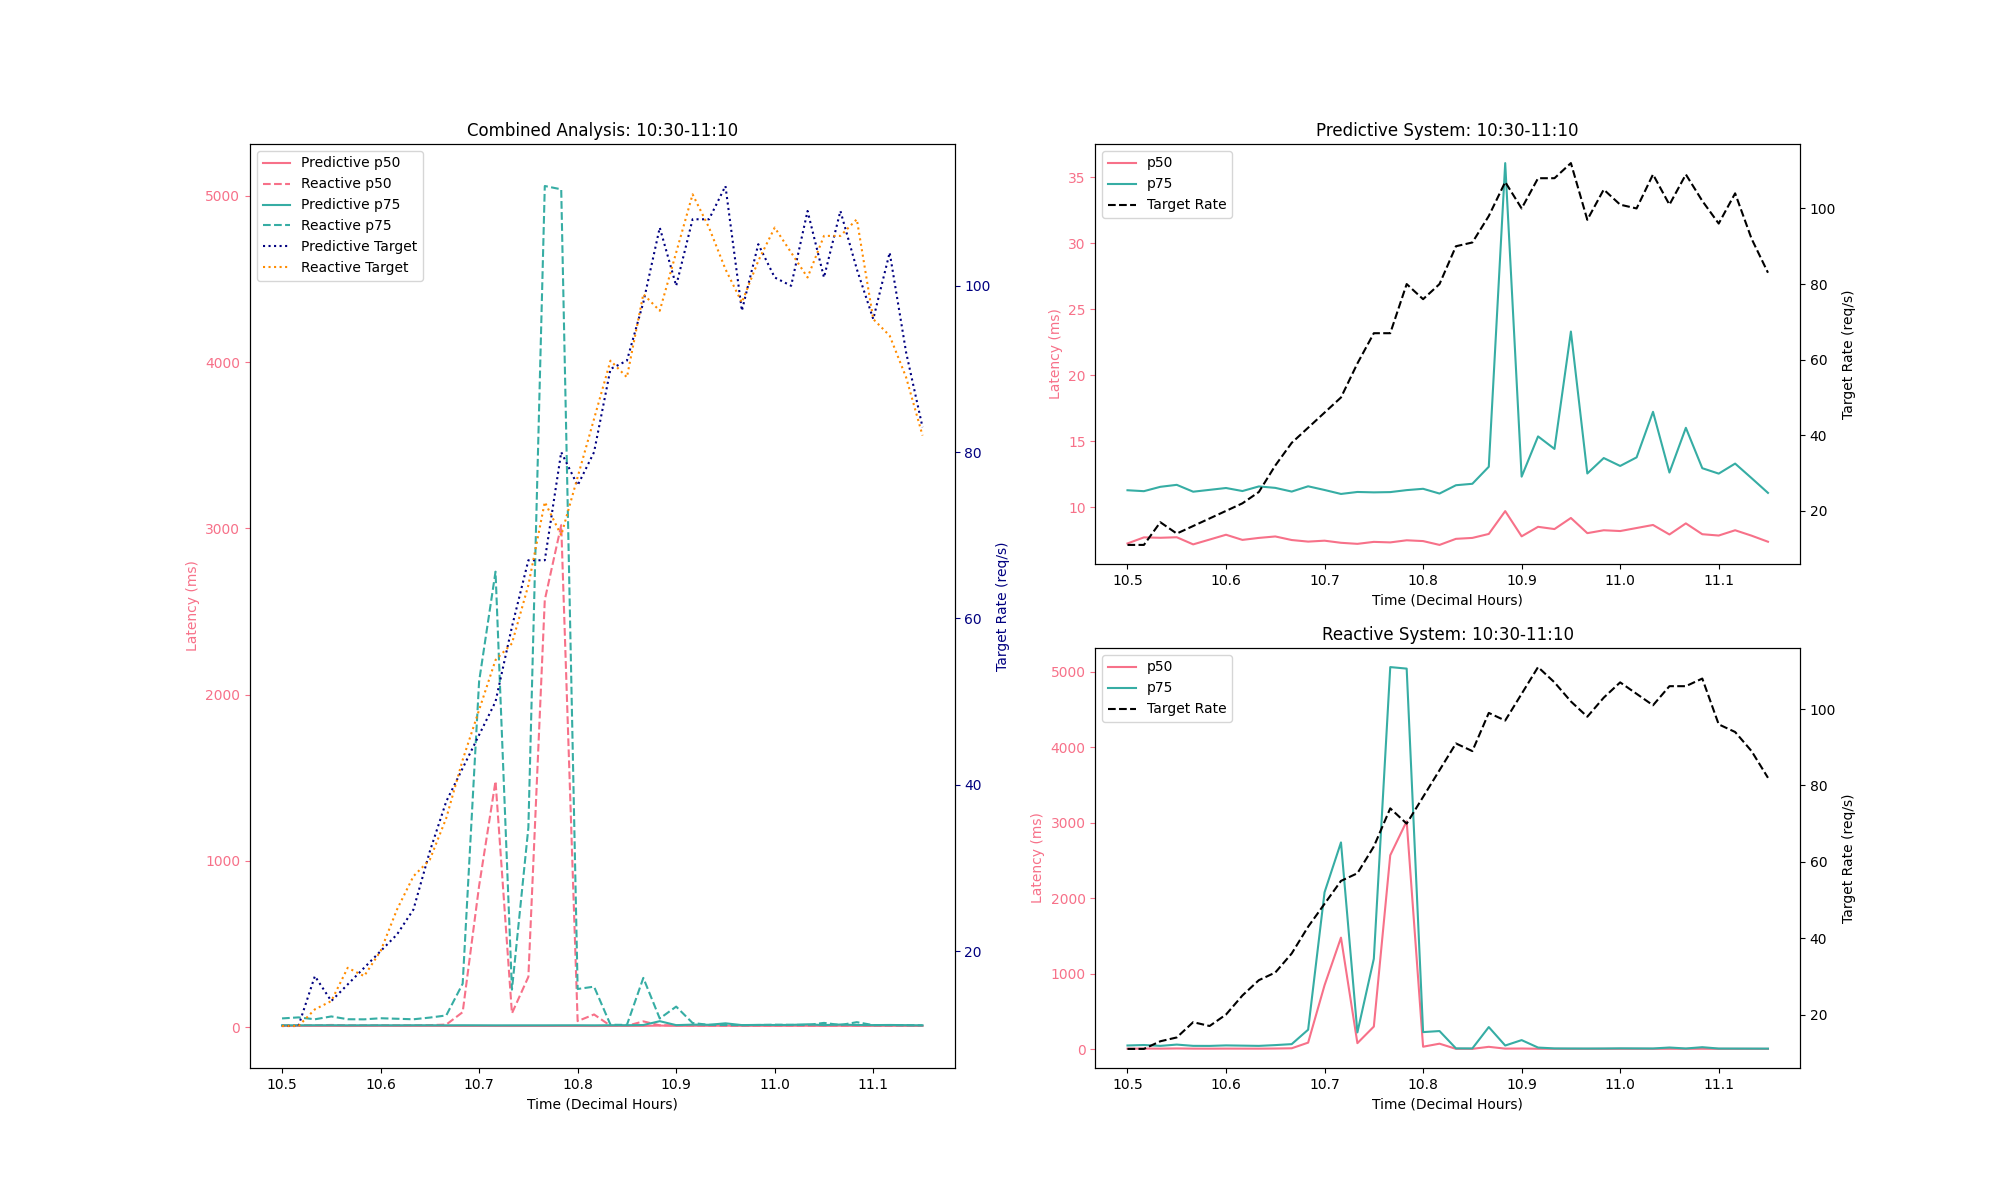 Combined Analysis: 10:30-11:10
Predictive p50
Reactive p50
Predictive p75
Reactive p75
Predictive Target
Reactive Target
5000
4000
3000
2000
1000
0
Latency (ms)
100
80
60
40
20
Target Rate (req/s)
10.5 10.6 10.7 10.8 10.9 11.0 11.1
Time (Decimal Hours)
Predictive System: 10:30-11:10
p50
p75
Target Rate
35
30
25
20
15
10
Latency (ms)
100
80
60
40
20
Target Rate (req/s)
10.5 10.6 10.7 10.8 10.9 11.0 11.1
Time (Decimal Hours)
Reactive System: 10:30-11:10
p50
p75
Target Rate
5000
4000
3000
2000
1000
0
Latency (ms)
100
80
60
40
20
Target Rate (req/s)
10.5 10.6 10.7 10.8 10.9 11.0 11.1
Time (Decimal Hours)